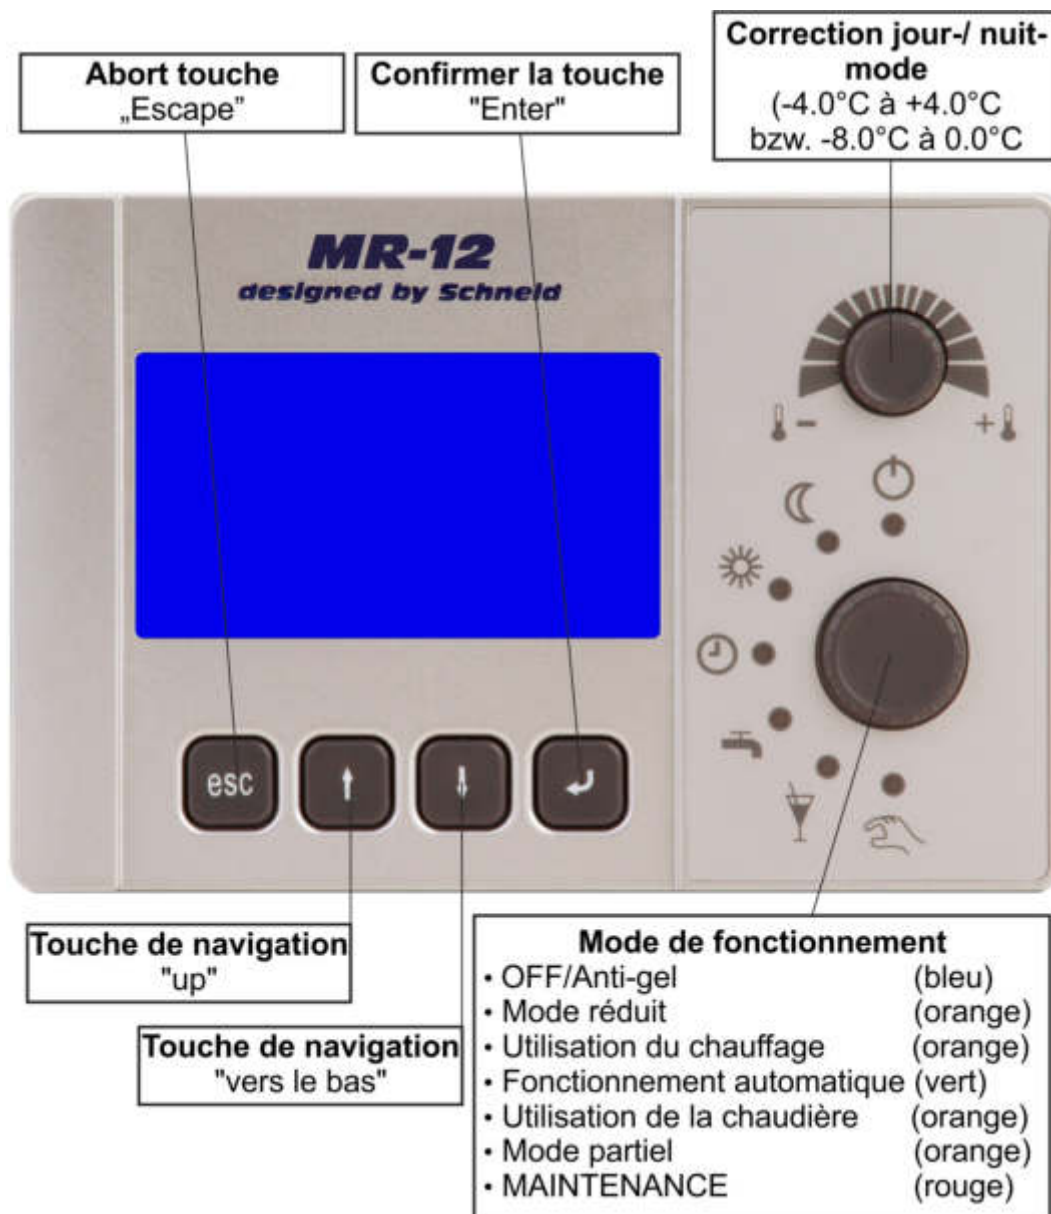 Abort touche
„Escape”
Confirmer la touche
"Enter"
Correction jour-/ nuit-
mode
(-4.0°C à +4.0°C
bzw. -8.0°C à 0.0°C
MR-12
designed by Schneid
- +
esc
Touche de navigation
"up"
Touche de navigation
"vers le bas"
Mode de fonctionnement
• OFF/Anti-gel (bleu)
• Mode réduit (orange)
• Utilisation du chauffage (orange)
• Fonctionnement automatique (vert)
• Utilisation de la chaudière (orange)
• Mode partiel (orange)
• MAINTENANCE (rouge)